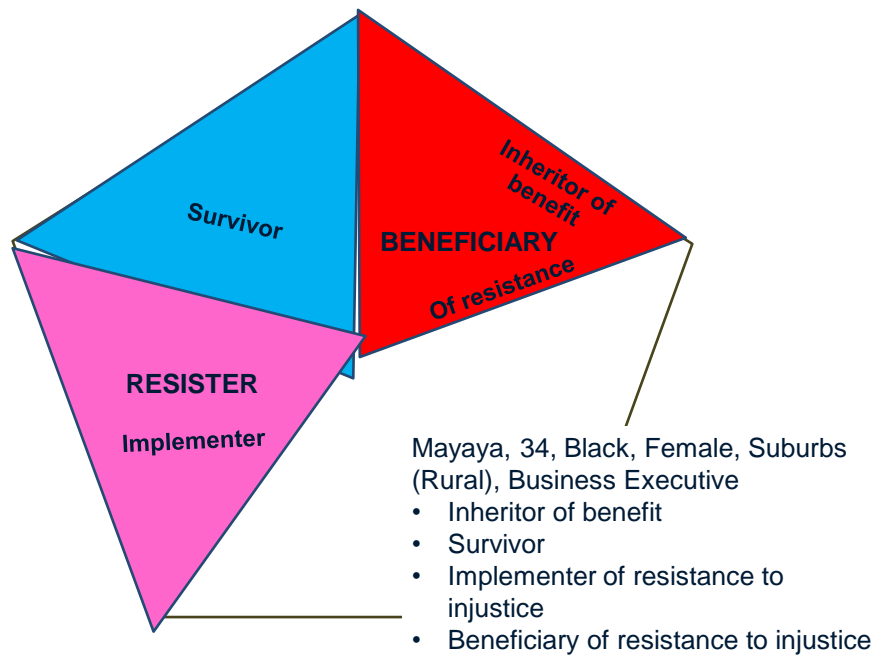 Survivor
Inheritor of
benefit
BENEFICIARY
Of resistance
RESISTER
Implementer
Mayaya, 34, Black, Female, Suburbs
(Rural), Business Executive
• Inheritor of benefit
• Survivor
• Implementer of resistance to
injustice
• Beneficiary of resistance to injustice